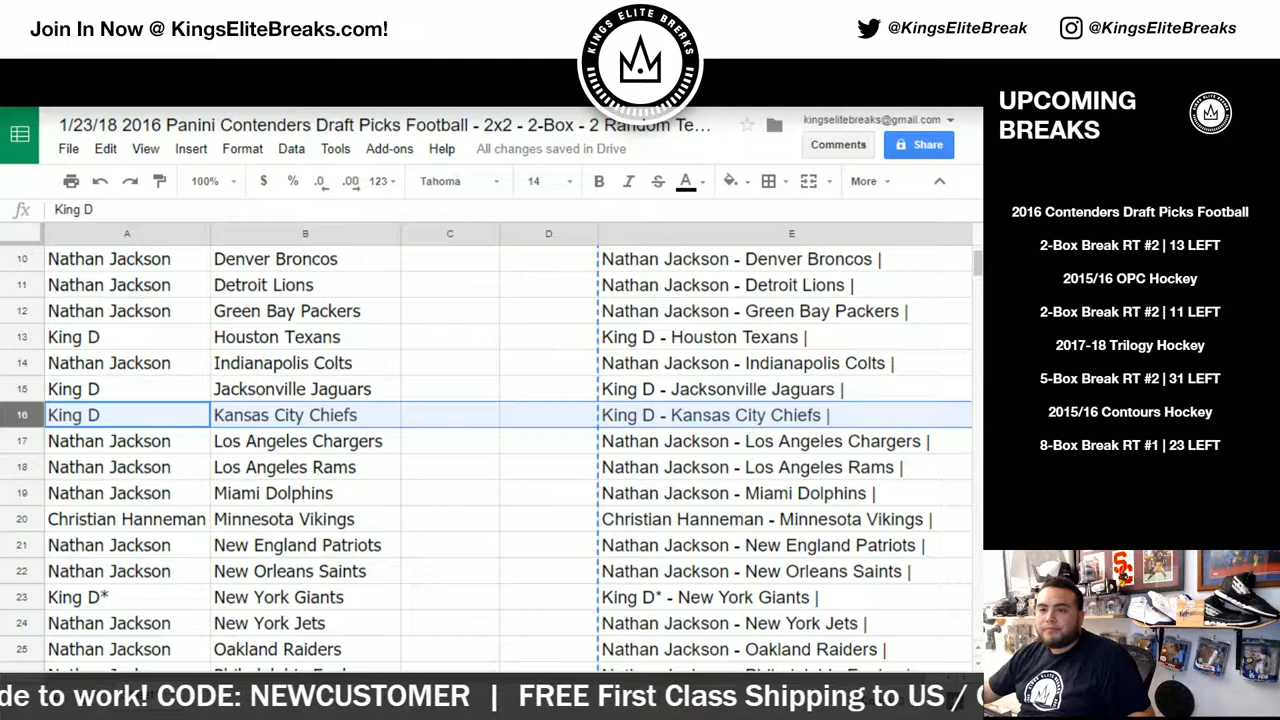 Join In Now @ KingsEliteBreaks.com!
KINGS ELITE BREAKS
@KingsEliteBreak
@KingsEliteBreaks
1/23/18 2016 Panini Contenders Draft Picks Football - 2x2 - 2-Box - 2 Random Te...
kingselitebreaks@gmail.com
File Edit View Insert Format Data Tools Add-ons Help All changes saved in Drive
Comments Share
100% $ % .0 .00 123 Tahoma 14 B I S A More
fx King D
A B C D E
10 Nathan Jackson Denver Broncos Nathan Jackson - Denver Broncos |
11 Nathan Jackson Detroit Lions Nathan Jackson - Detroit Lions |
12 Nathan Jackson Green Bay Packers Nathan Jackson - Green Bay Packers |
13 King D Houston Texans King D - Houston Texans |
14 Nathan Jackson Indianapolis Colts Nathan Jackson - Indianapolis Colts |
15 King D Jacksonville Jaguars King D - Jacksonville Jaguars |
16 King D Kansas City Chiefs King D - Kansas City Chiefs |
17 Nathan Jackson Los Angeles Chargers Nathan Jackson - Los Angeles Chargers |
18 Nathan Jackson Los Angeles Rams Nathan Jackson - Los Angeles Rams |
19 Nathan Jackson Miami Dolphins Nathan Jackson - Miami Dolphins |
20 Christian Hanneman Minnesota Vikings Christian Hanneman - Minnesota Vikings |
21 Nathan Jackson New England Patriots Nathan Jackson - New England Patriots |
22 Nathan Jackson New Orleans Saints Nathan Jackson - New Orleans Saints |
23 King D* New York Giants King D* - New York Giants |
24 Nathan Jackson New York Jets Nathan Jackson - New York Jets |
25 Nathan Jackson Oakland Raiders Nathan Jackson - Oakland Raiders |
UPCOMING
BREAKS
2016 Contenders Draft Picks Football
2-Box Break RT #2 | 13 LEFT
2015/16 OPC Hockey
2-Box Break RT #2 | 11 LEFT
2017-18 Trilogy Hockey
5-Box Break RT #2 | 31 LEFT
2015/16 Contours Hockey
8-Box Break RT #1 | 23 LEFT
SC
de to work! CODE: NEWCUSTOMER | FREE First Class Shipping to US /